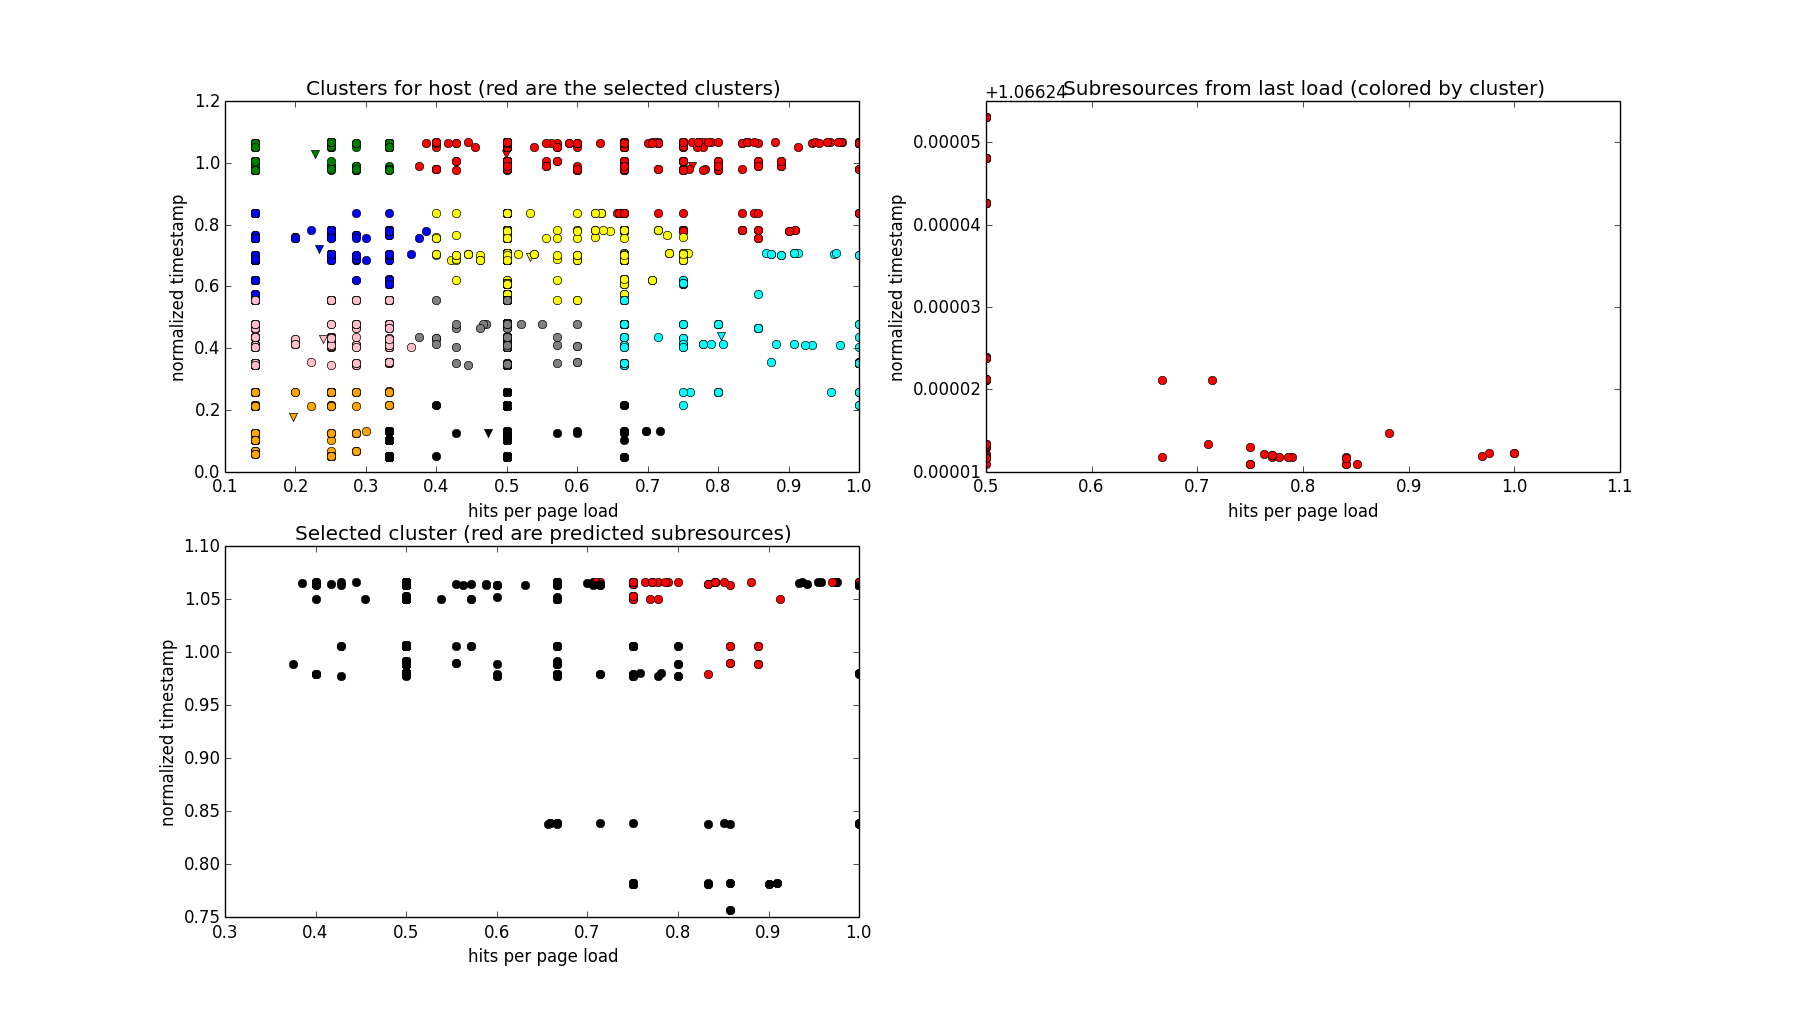 Clusters for host (red are the selected clusters)
1.2
1.0
0.8
0.6
0.4
0.2
0.0
normalized timestamp
0.1 0.2 0.3 0.4 0.5 0.6 0.7 0.8 0.9 1.0
hits per page load
+1.06624
Subresources from last load (colored by cluster)
0.00005
0.00004
0.00003
0.00002
0.00001
normalized timestamp
0.5 0.6 0.7 0.8 0.9 1.0 1.1
hits per page load
Selected cluster (red are predicted subresources)
1.10
1.05
1.00
0.95
0.90
0.85
0.80
0.75
normalized timestamp
0.3 0.4 0.5 0.6 0.7 0.8 0.9 1.0
hits per page load